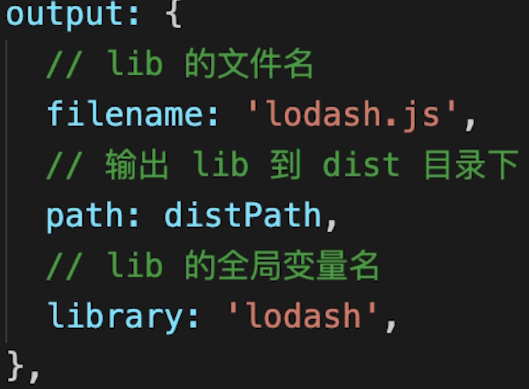 output: {
// lib 的文件名
filename: 'lodash.js',
// 输出 lib 到 dist 目录下
path: distPath,
// lib 的全局变量名
library: 'lodash',
},